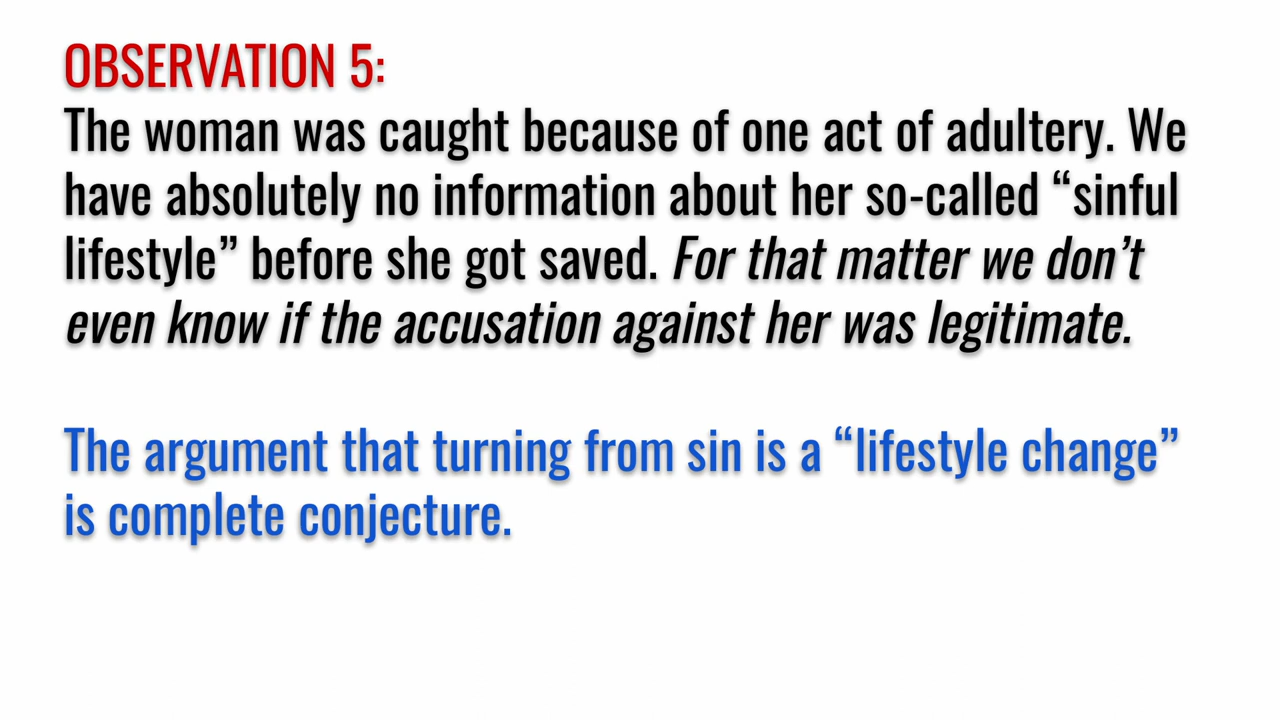 OBSERVATION 5:
The woman was caught because of one act of adultery. We
have absolutely no information about her so-called “sinful
lifestyle” before she got saved. For that matter we don’t
even know if the accusation against her was legitimate.
The argument that turning from sin is a “lifestyle change”
is complete conjecture.